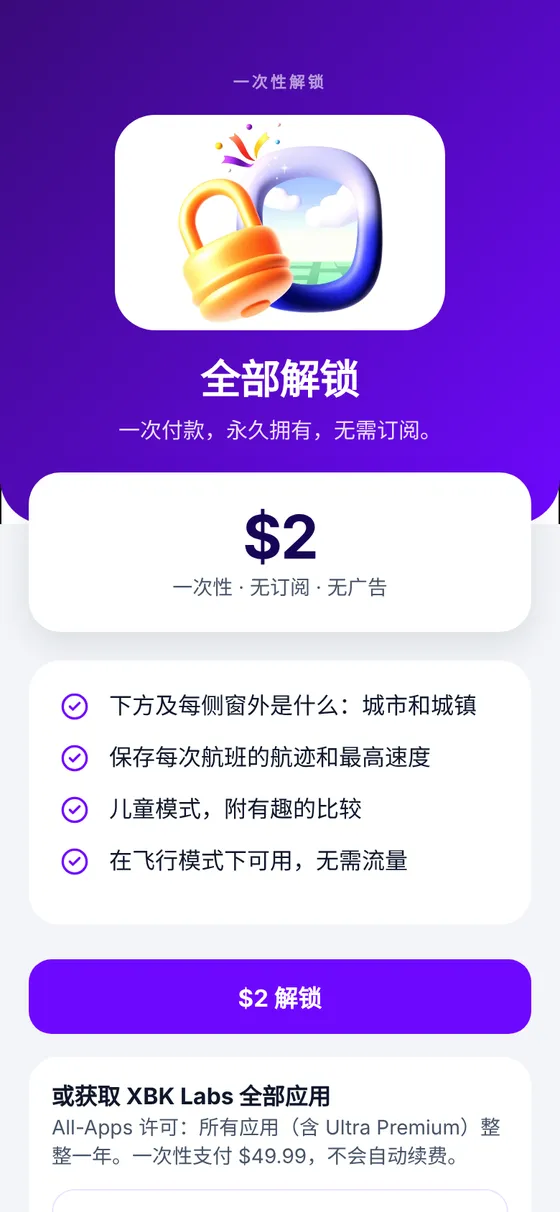 一次性解锁
全部解锁
一次付款，永久拥有，无需订阅。
$2
一次性 · 无订阅 · 无广告
下方及每侧窗外是什么：城市和城镇
保存每次航班的航迹和最高速度
儿童模式，附有趣的比较
在飞行模式下可用，无需流量
$2 解锁
或获取 XBK Labs 全部应用
All-Apps 许可：所有应用（含 Ultra Premium）整
整一年。一次性支付 $49.99，不会自动续费。